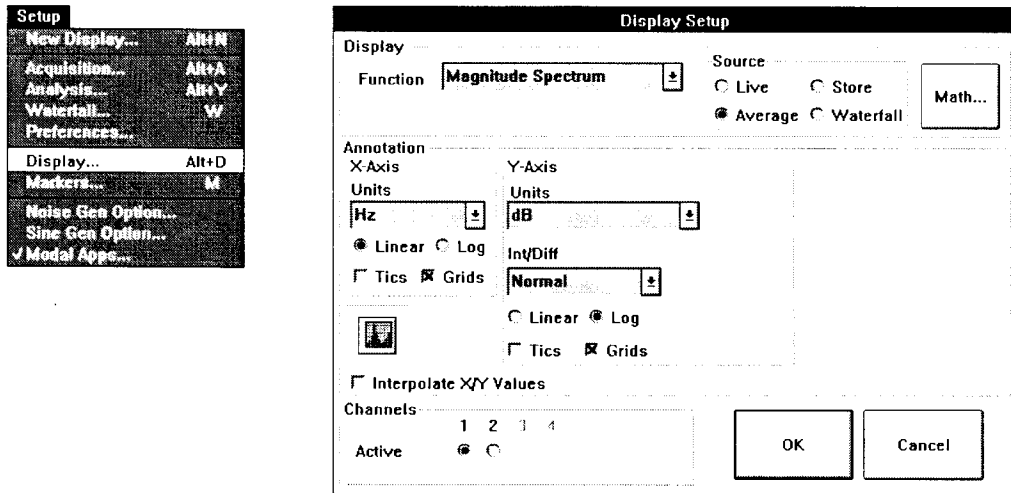 Setup
New Display... Alt+N
Acquisition... Alt+A
Analysis... Alt+Y
Waterfall... W
Preferences...
Display... Alt+D
Markers... M
Noise Gen Option...
Sine Gen Option...
Modal Apps...
Display Setup
Display
Function Magnitude Spectrum
Source
Live Store
Average Waterfall
Math...
Annotation
X-Axis Y-Axis
Units Units
Hz dB
Linear Log Int/Diff
Tics Grids Normal
Linear Log
Tics Grids
Interpolate X/Y Values
Channels
1 2 3 4
Active
OK Cancel